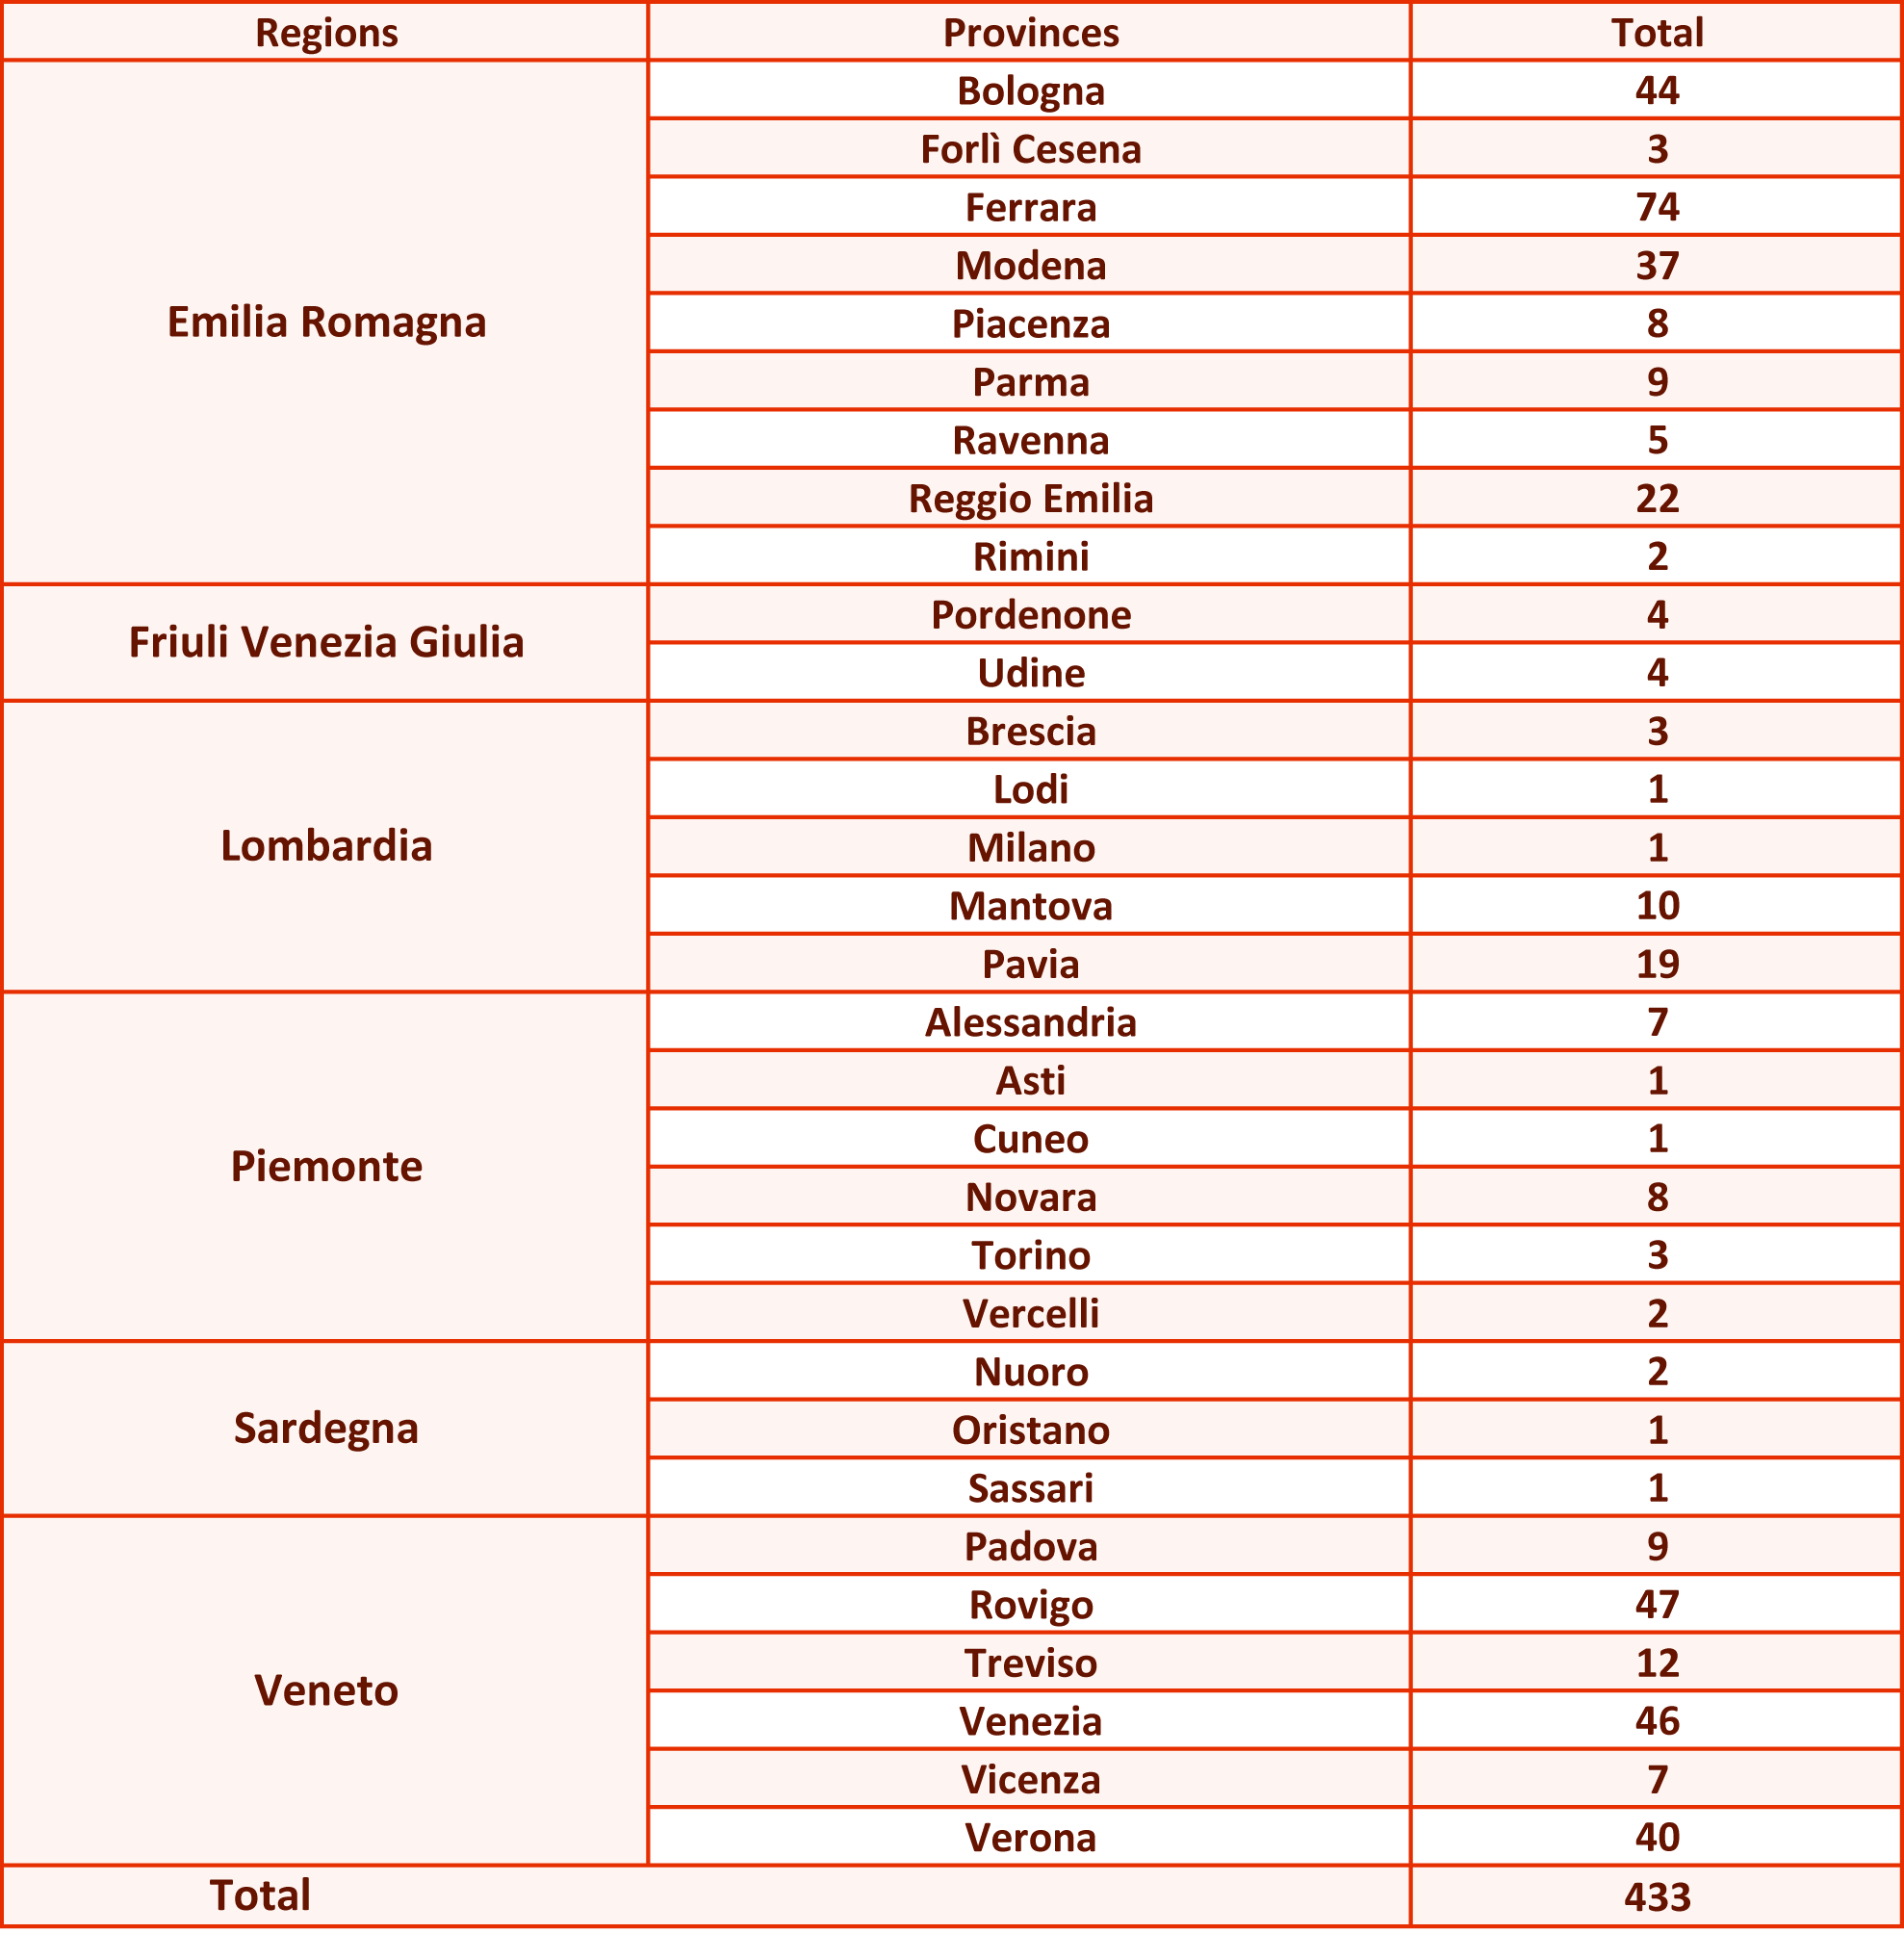 Regions Provinces Total
Emilia Romagna
Bologna 44
Forlì Cesena 3
Ferrara 74
Modena 37
Piacenza 8
Parma 9
Ravenna 5
Reggio Emilia 22
Rimini 2
Friuli Venezia Giulia
Pordenone 4
Udine 4
Lombardia
Brescia 3
Lodi 1
Milano 1
Mantova 10
Pavia 19
Piemonte
Alessandria 7
Asti 1
Cuneo 1
Novara 8
Torino 3
Vercelli 2
Sardegna
Nuoro 2
Oristano 1
Sassari 1
Veneto
Padova 9
Rovigo 47
Treviso 12
Venezia 46
Vicenza 7
Verona 40
Total 433